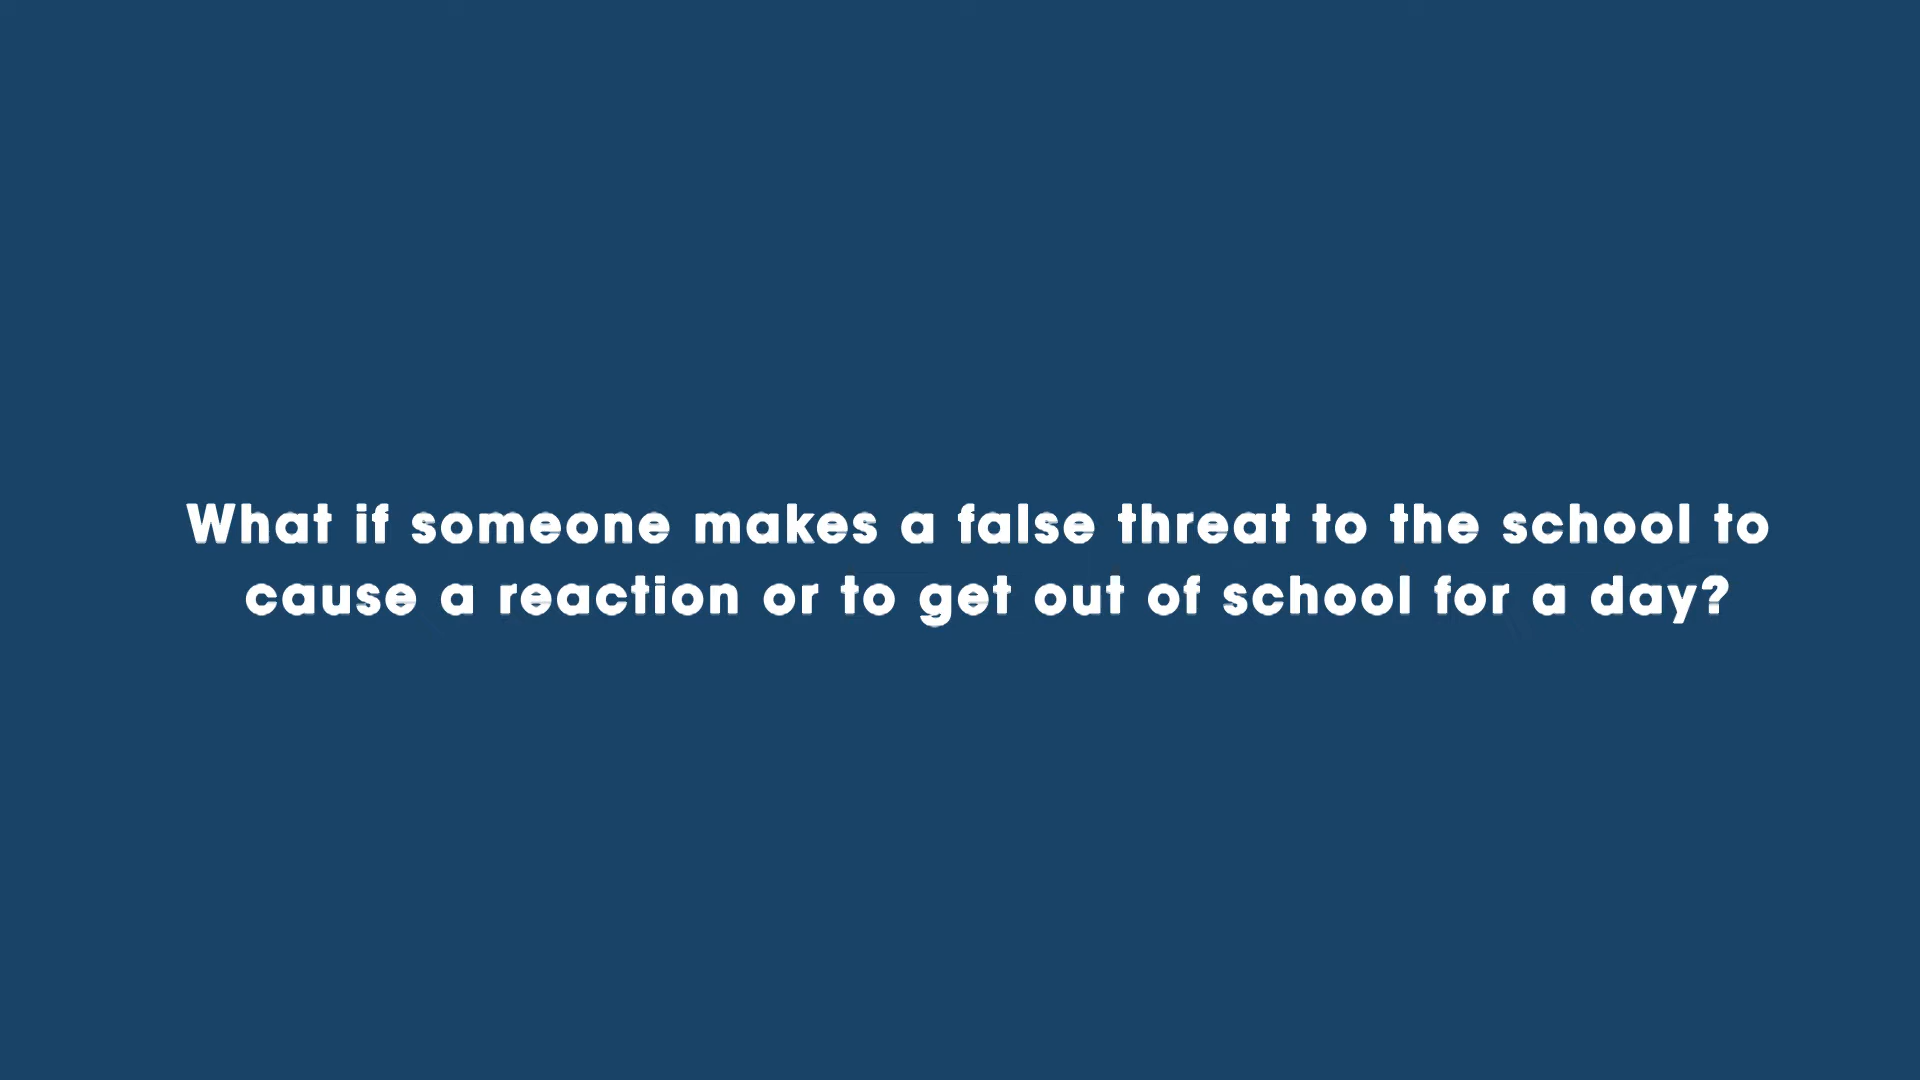 What if someone makes a false threat to the school to
cause a reaction or to get out of school for a day?